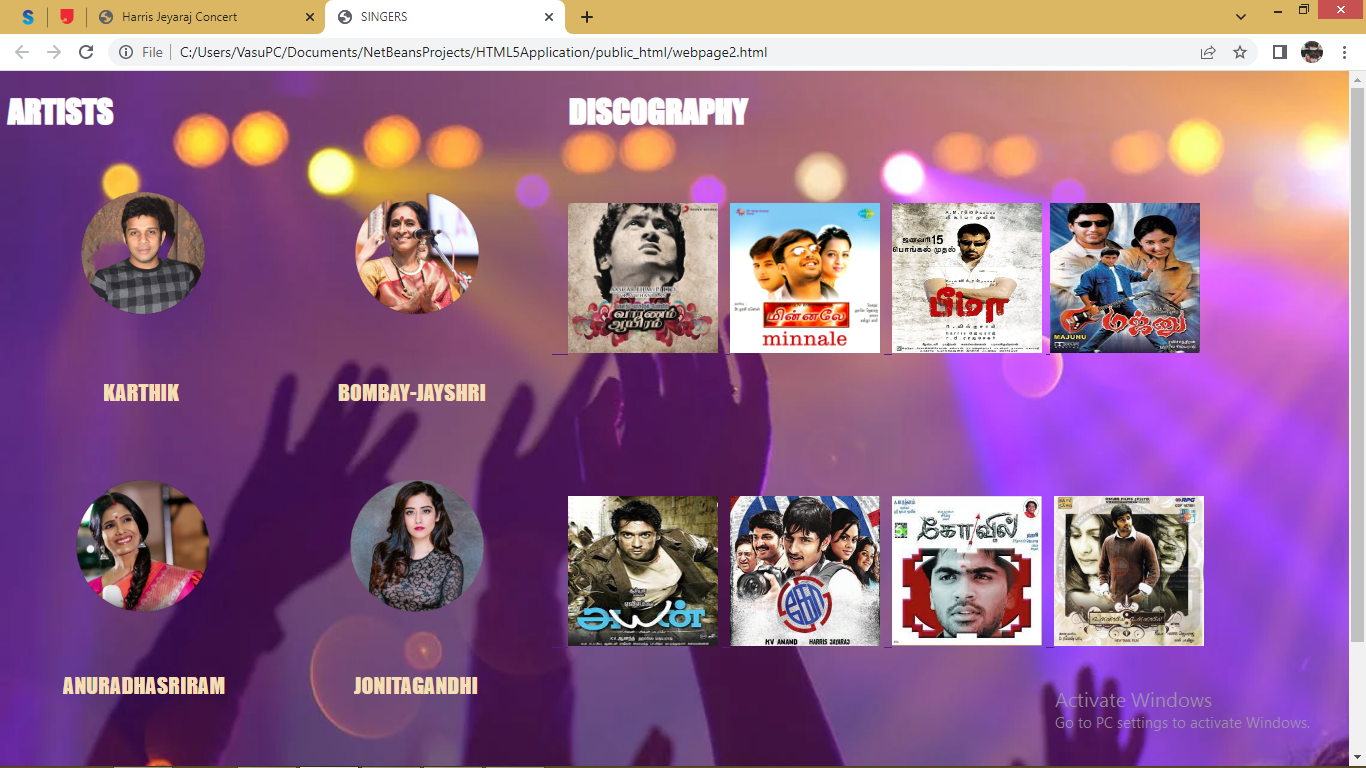 Harris Jeyaraj Concert
SINGERS
File
C:/Users/VasuPC/Documents/NetBeansProjects/HTML5Application/public_html/webpage2.html
ARTISTS
DISCOGRAPHY
வாரணம்
ஆயிரம்
மின்னலே
minnale
ஜனவரி 15
பொங்கல் முதல்
பீமா
மஜ்னு
MAJUNU
KARTHIK
BOMBAY-JAYSHRI
அயன்
கோ
K.V ANAND HARRIS JAYARAJ
கோவில்
RPG
ANURADHASRIRAM
JONITAGANDHI
Activate Windows
Go to PC settings to activate Windows.